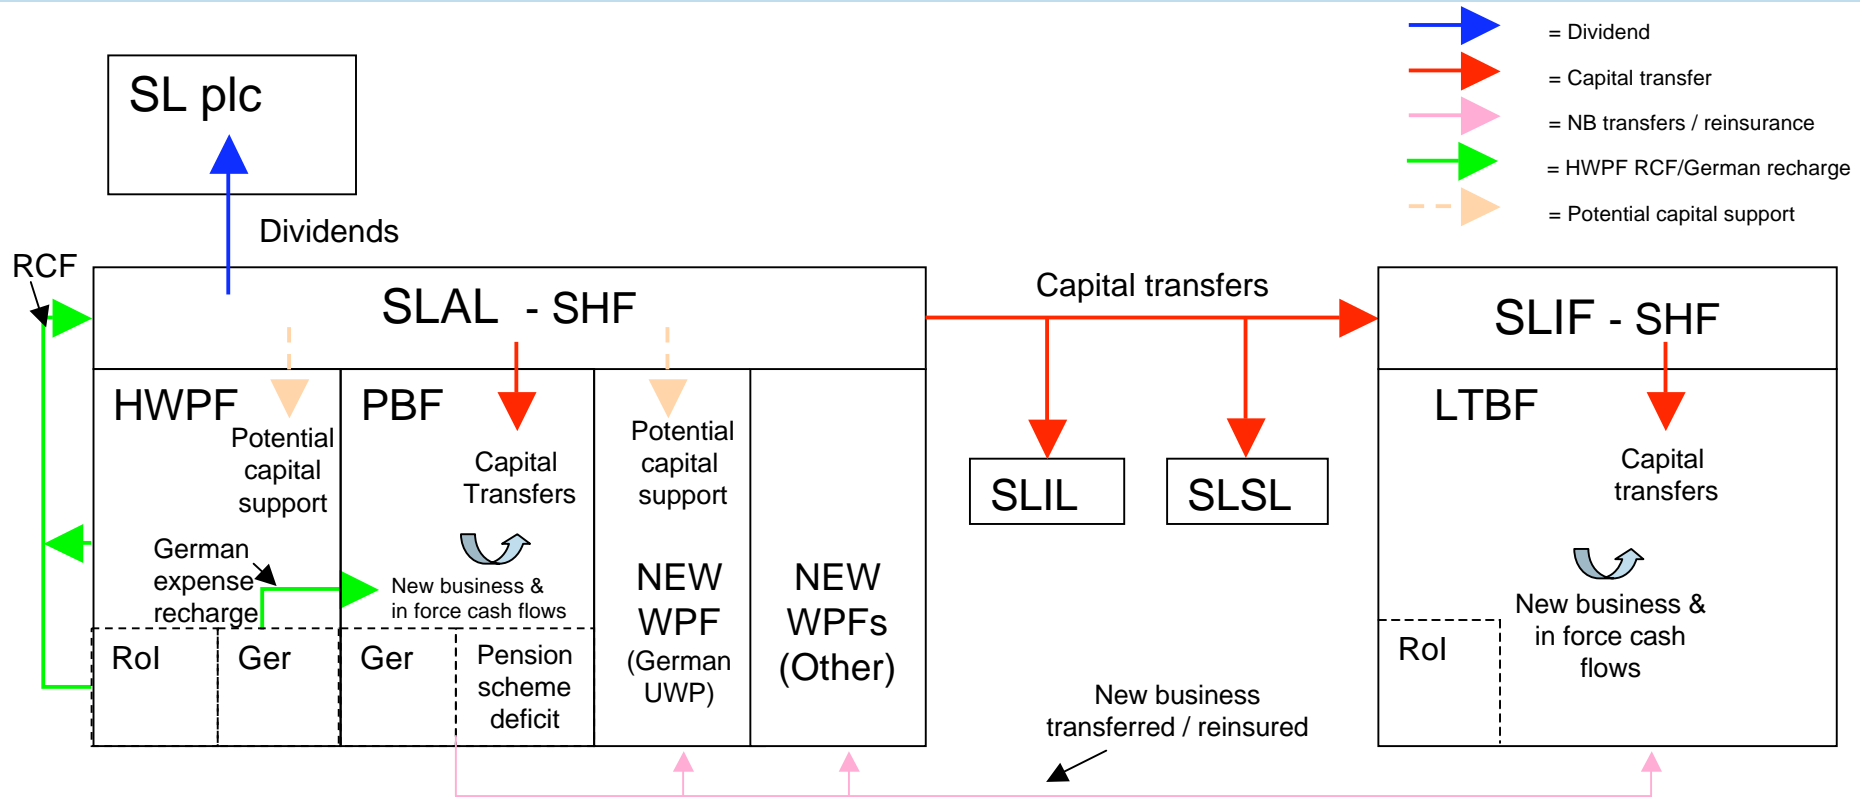 = Dividend
SL plc
= Capital transfer
= NB transfers / reinsurance
= HWPF RCF/German recharge
= Potential capital support
Dividends
RCF
SLAL - SHF
Capital transfers
SLIF - SHF
HWPF
Potential
capital
support
German
expense
recharge
RoI
Ger
PBF
Capital
Transfers
New business &
in force cash flows
Ger
Pension
scheme
deficit
Potential
capital
support
NEW
WPF
(German
UWP)
NEW
WPFs
(Other)
SLIL
SLSL
New business
transferred / reinsured
LTBF
Capital
transfers
New business &
in force cash
flows
RoI